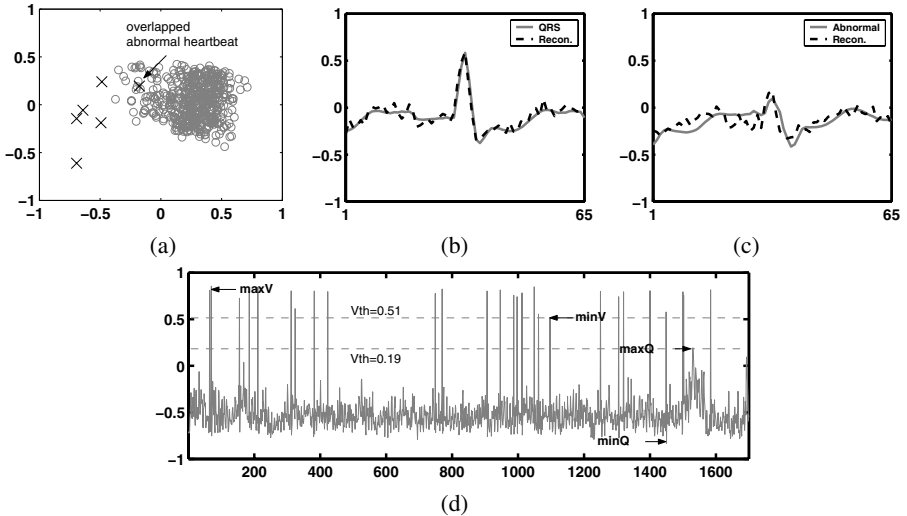 overlapped
abnormal heartbeat
1
0.5
0
−0.5
−1
−1 −0.5 0 0.5 1
(a)
QRS
Recon.
1
0.5
0
−0.5
−1
1 65
(b)
Abnormal
Recon.
1
0.5
0
−0.5
−1
1 65
(c)
1
0.5
0
−0.5
−1
maxV
Vth=0.51
minV
Vth=0.19
maxQ
minQ
200 400 600 800 1000 1200 1400 1600
(d)